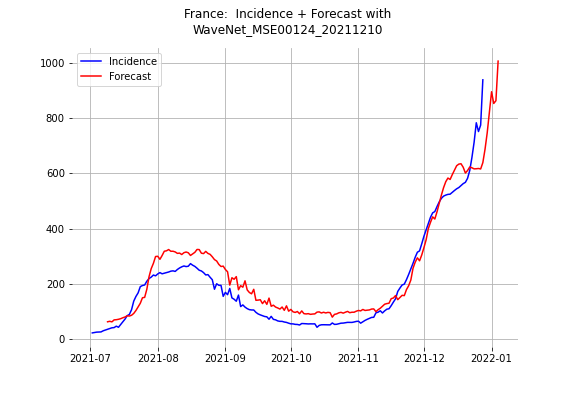 France:  Incidence + Forecast with
WaveNet_MSE00124_20211210
Incidence
Forecast
1000
800
600
400
200
0
2021-07 2021-08 2021-09 2021-10 2021-11 2021-12 2022-01